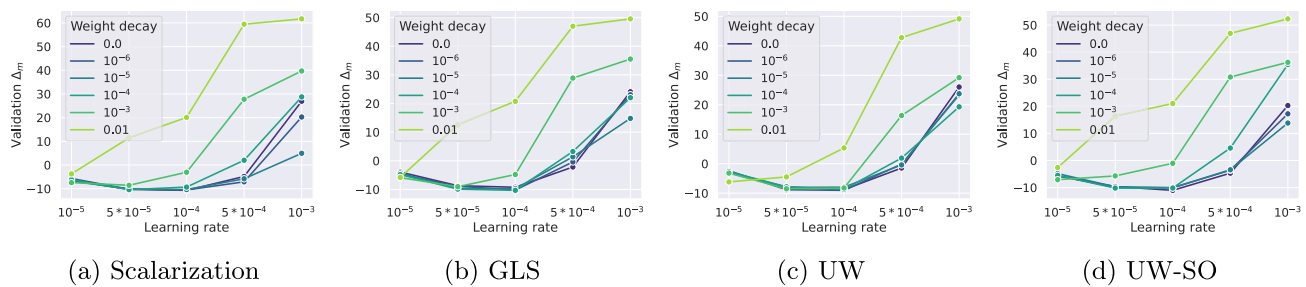 Validation Δm
60
50
40
30
20
10
0
−10
Weight decay
0.0
10−6
10−5
10−4
10−3
0.01
10−5
5 * 10−5
10−4
5 * 10−4
10−3
Learning rate
(a) Scalarization
Validation Δm
50
40
30
20
10
0
−10
Weight decay
0.0
10−6
10−5
10−4
10−3
0.01
10−5
5 * 10−5
10−4
5 * 10−4
10−3
Learning rate
(b) GLS
Validation Δm
50
40
30
20
10
0
−10
Weight decay
0.0
10−6
10−5
10−4
10−3
0.01
10−5
5 * 10−5
10−4
5 * 10−4
10−3
Learning rate
(c) UW
Validation Δm
50
40
30
20
10
0
−10
Weight decay
0.0
10−6
10−5
10−4
10−3
0.01
10−5
5 * 10−5
10−4
5 * 10−4
10−3
Learning rate
(d) UW-SO